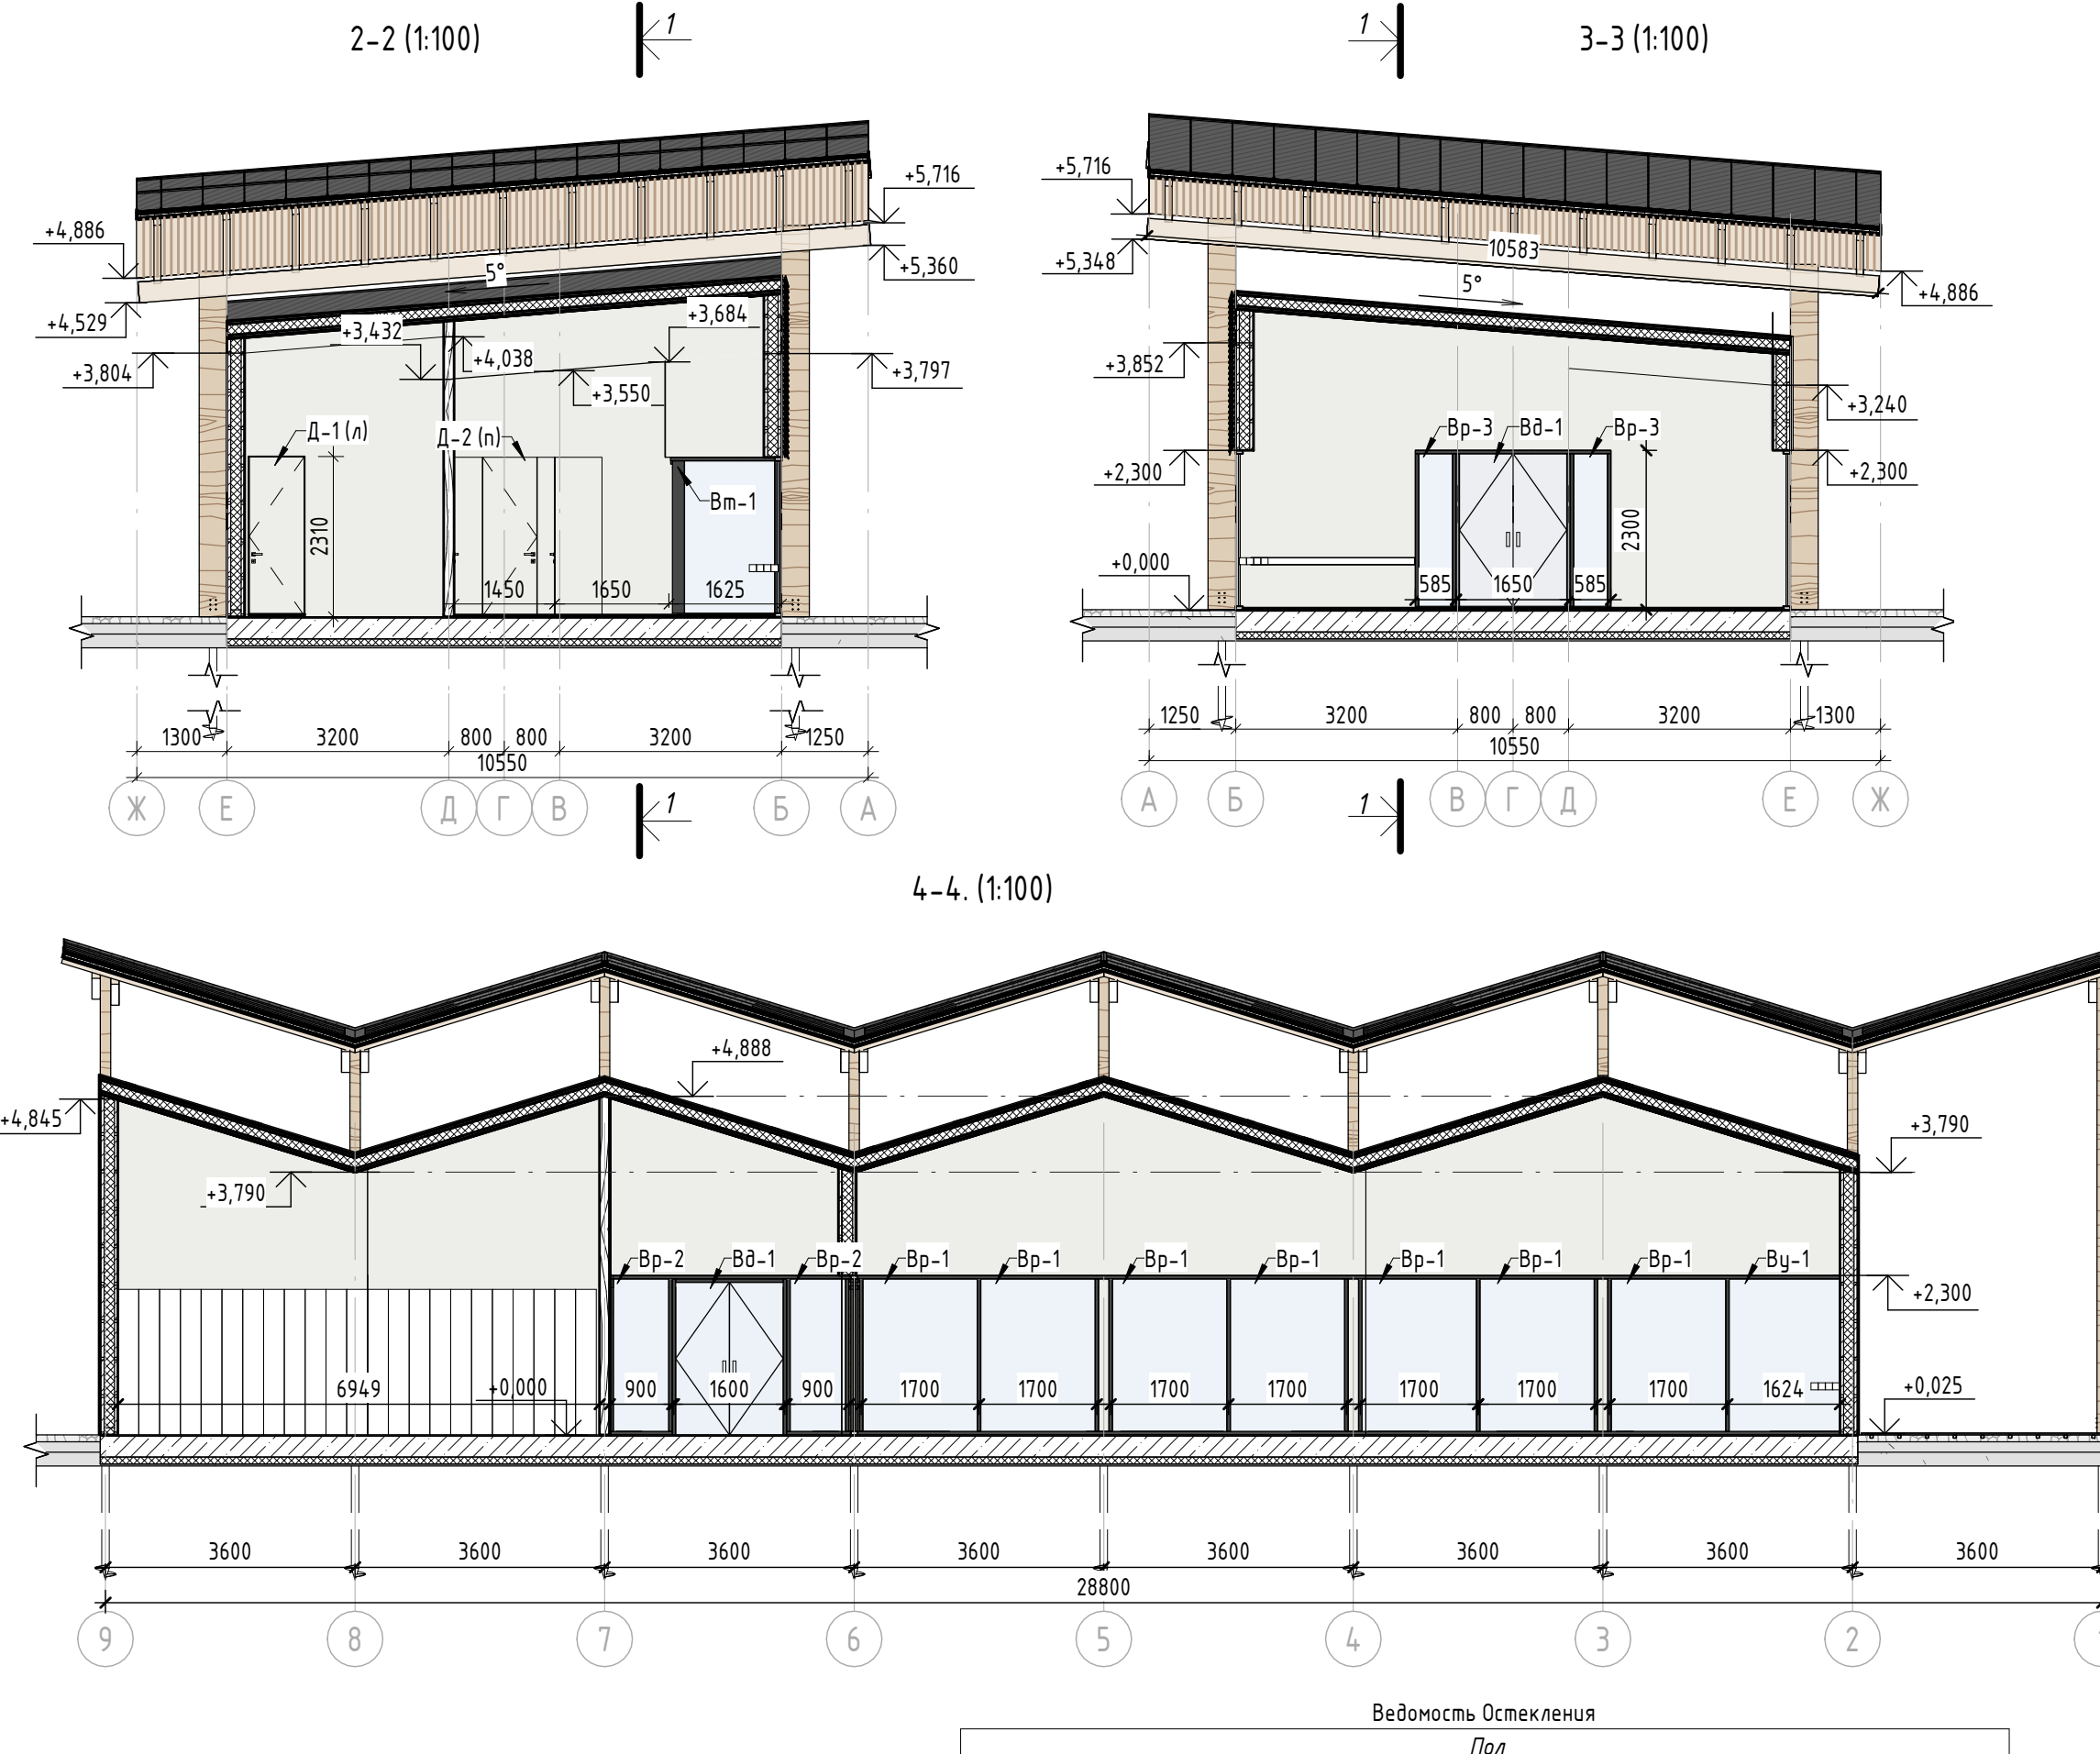 2-2 (1:100)
1
1
3-3 (1:100)
+5,716
+4,886
+5,360
+4,529
+3,804
5°
+3,432
+4,038
+3,684
+3,550
+3,797
Д-1 (л)
Д-2 (п)
Вт-1
2310
1450
1650
1625
1300
3200
800
800
3200
1250
10550
Ж
Е
Д
Г
В
Б
А
1
+5,716
+5,348
10583
5°
+4,886
+3,852
+3,240
Вр-3
Вд-1
Вр-3
+2,300
+2,300
2300
+0,000
585
1650
585
1250
3200
800
800
3200
1300
10550
А
Б
В
Г
Д
Е
Ж
1
4-4. (1:100)
+4,888
+4,845
+3,790
+3,790
Вр-2
Вд-1
Вр-2
Вр-1
Вр-1
Вр-1
Вр-1
Вр-1
Вр-1
Вр-1
Ву-1
+2,300
6949
+0,000
900
1600
900
1700
1700
1700
1700
1700
1700
1700
1624
+0,025
3600
3600
3600
3600
3600
3600
3600
3600
28800
9
8
7
6
5
4
3
2
Ведомость Остекления
Пол